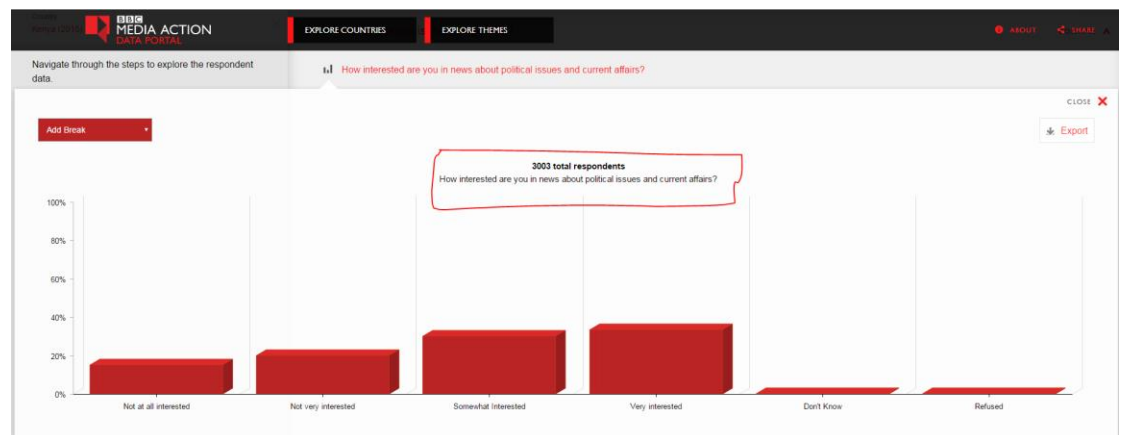 BBC
MEDIA ACTION
DATA PORTAL
EXPLORE COUNTRIES
EXPLORE THEMES
ABOUT
SHARE
Navigate through the steps to explore the respondent
data.
How interested are you in news about political issues and current affairs?
CLOSE
Add Break
Export
3003 total respondents
How interested are you in news about political issues and current affairs?
100%
80%
60%
40%
20%
0%
Not at all interested
Not very interested
Somewhat Interested
Very interested
Don't Know
Refused